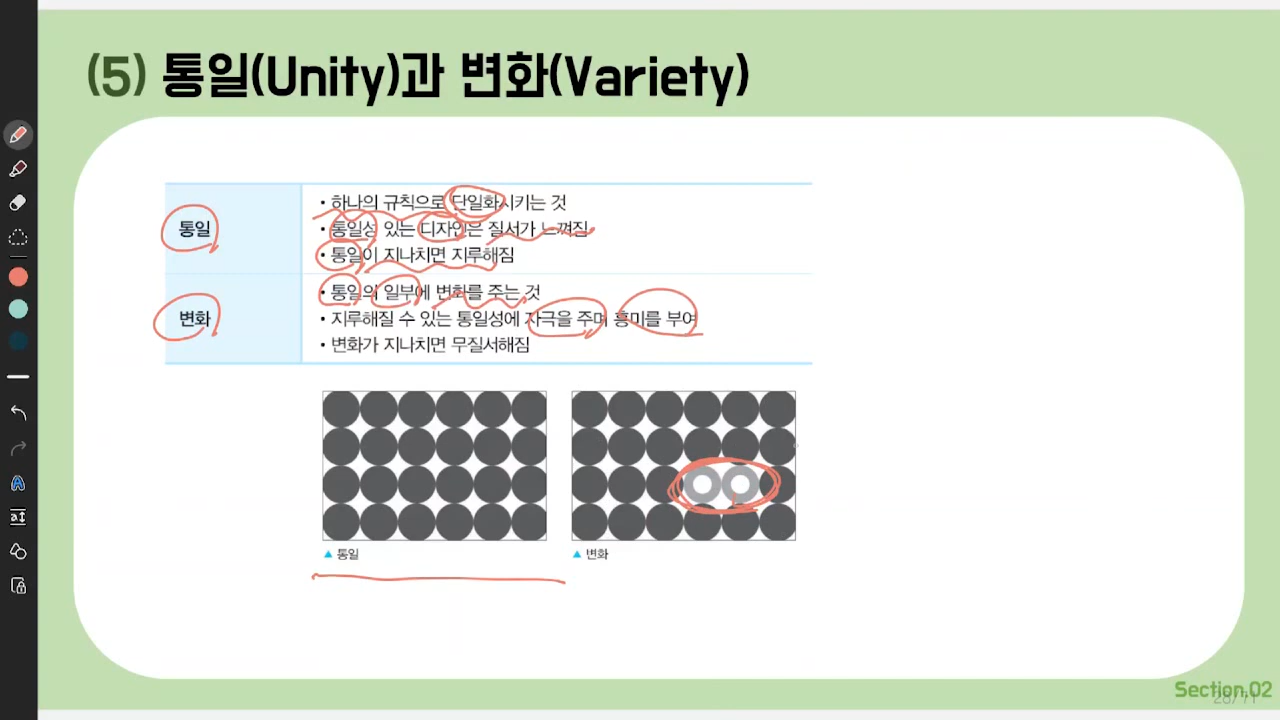 (5) 통일(Unity)과 변화(Variety)
통일
• 하나의 규칙으로 단일화시키는 것
• 통일성 있는 디자인은 질서가 느껴짐
• 통일이 지나치면 지루해짐
변화
• 통일의 일부에 변화를 주는 것
• 지루해질 수 있는 통일성에 자극을 주며 흥미를 부여
• 변화가 지나치면 무질서해짐
▲ 통일
▲ 변화
Section 02
28/71